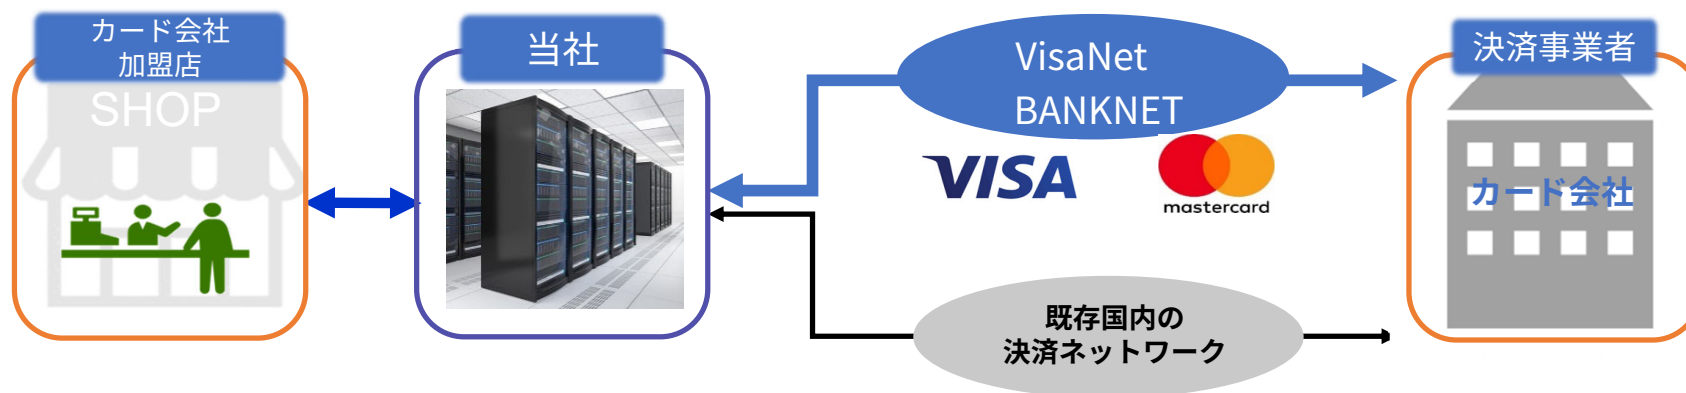 カード会社
加盟店
SHOP
当社
VisaNet
BANKNET
VISA
mastercard
既存国内の
決済ネットワーク
決済事業者
カード会社